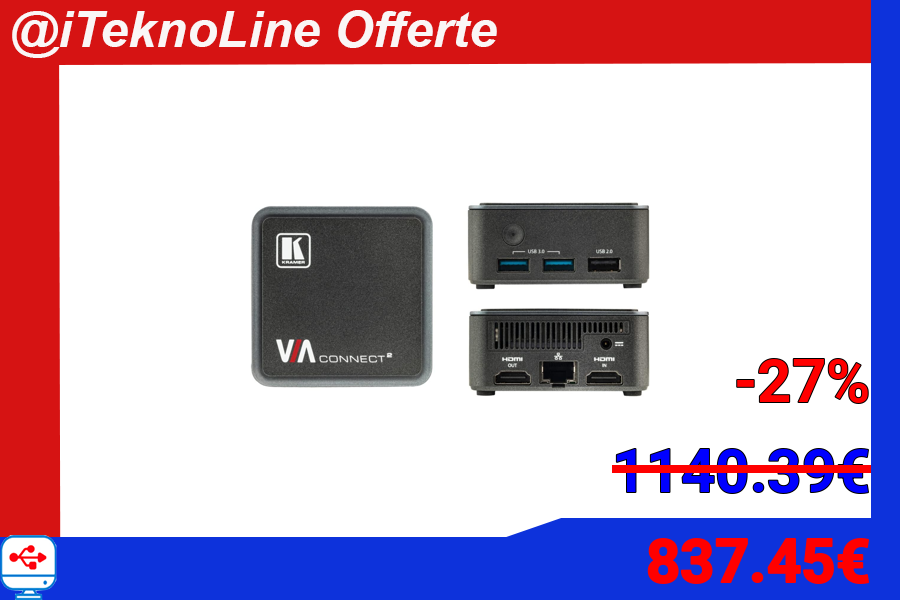 @iTeknoLine Offerte
K
KRAMER
VIA CONNECT²
USB 3.0
USB 2.0
HDMI
OUT
HDMI
IN
-27%
1140.39€
837.45€